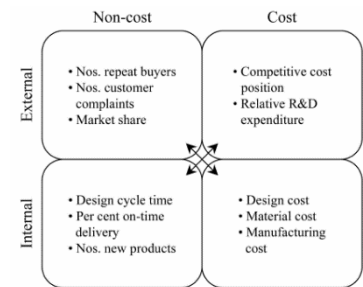 Non-cost
Cost
External
• Nos. repeat buyers
• Nos. customer
complaints
• Market share
• Competitive cost
position
• Relative R&D
expenditure
Internal
• Design cycle time
• Per cent on-time
delivery
• Nos. new products
• Design cost
• Material cost
• Manufacturing
cost